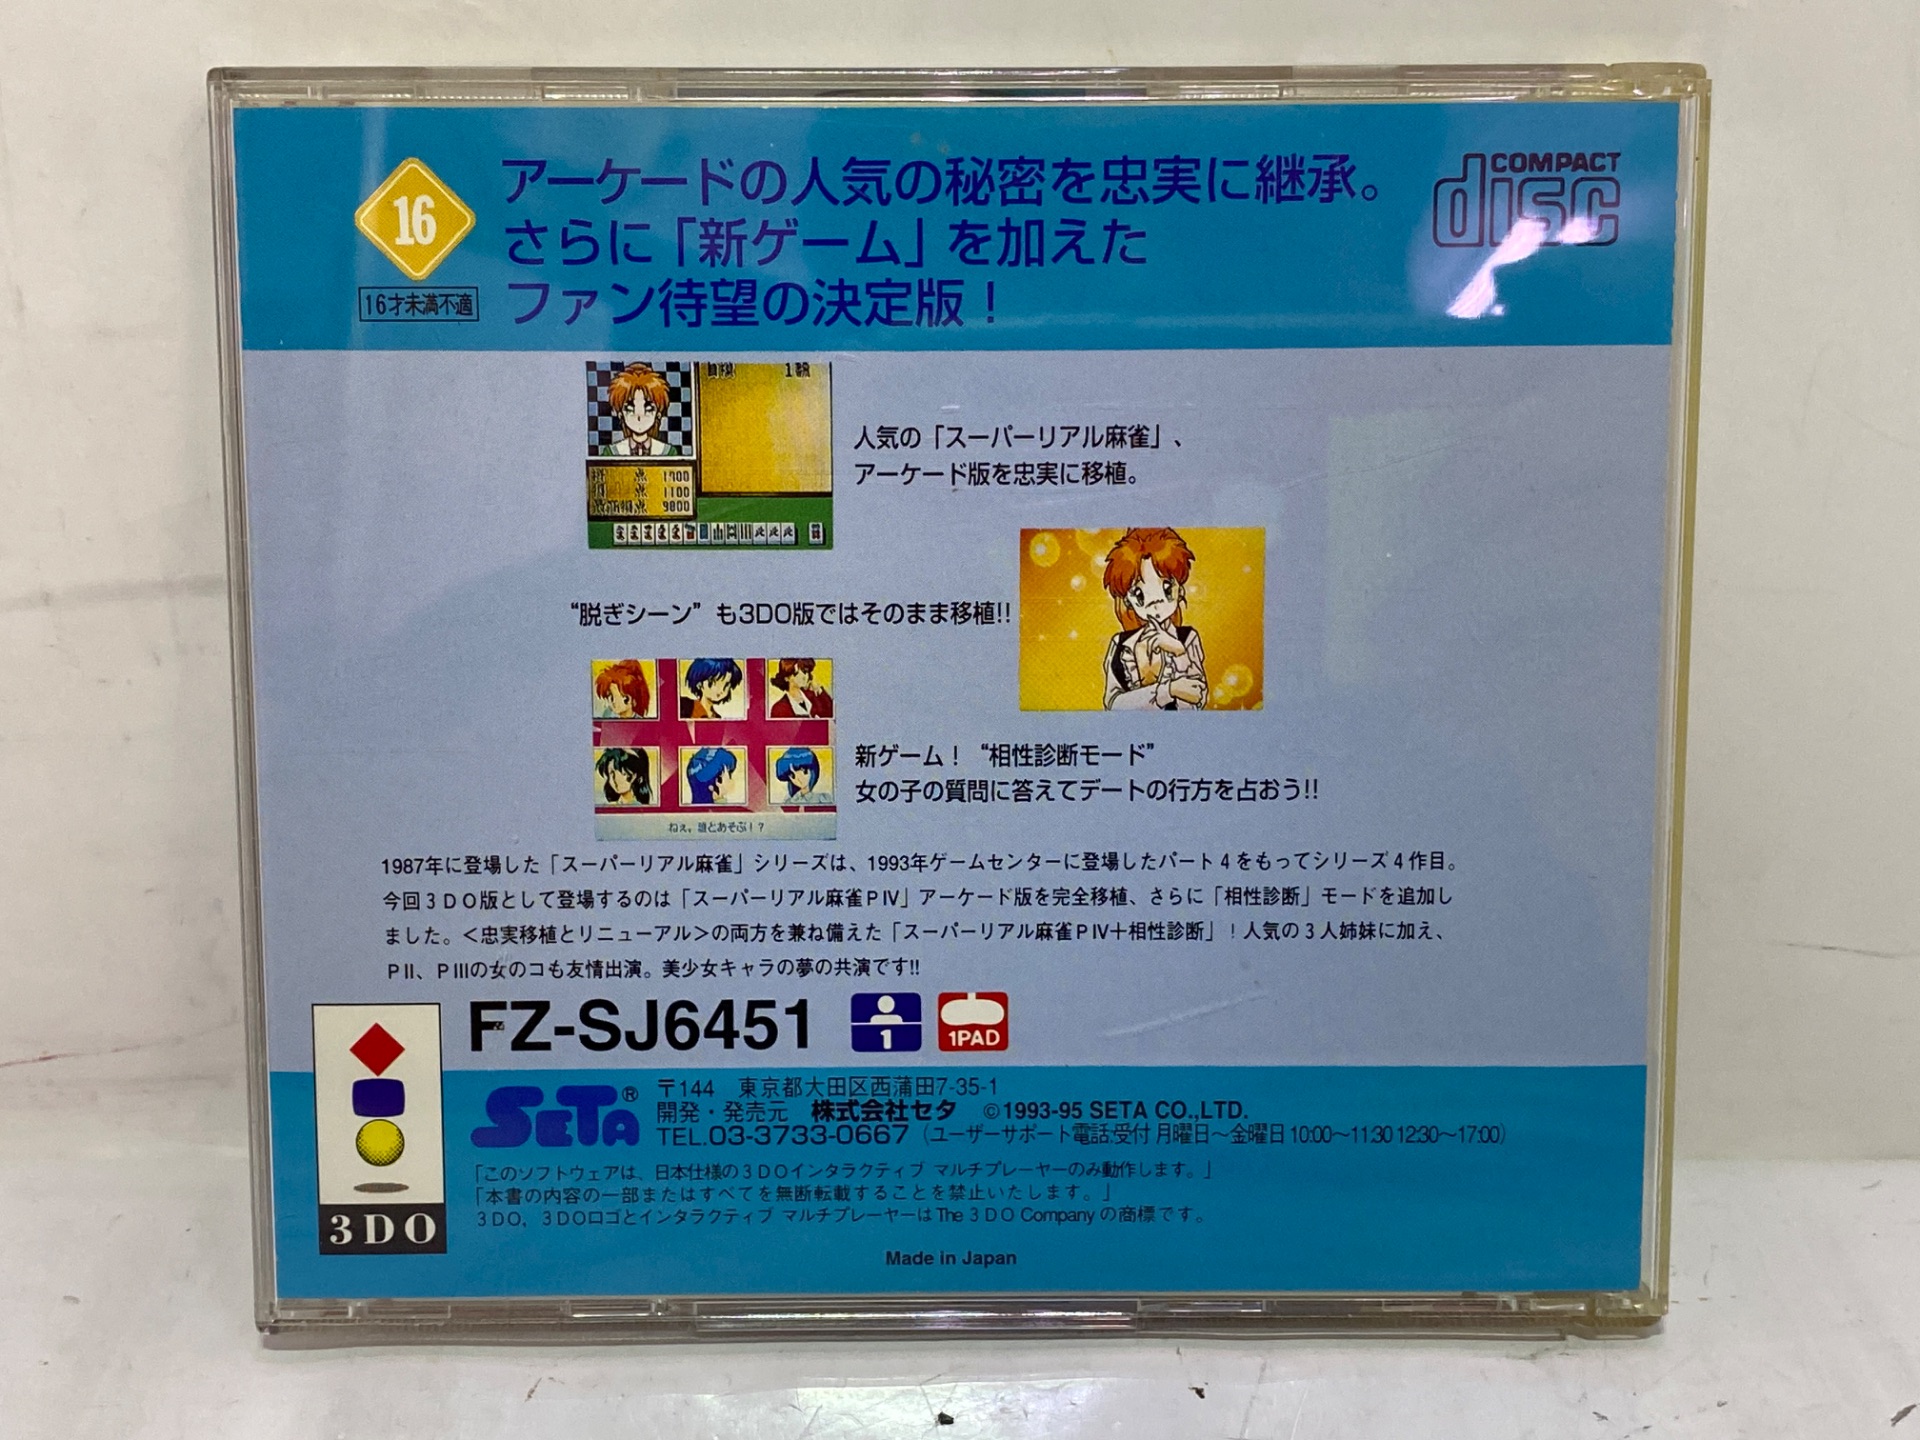 アーケードの人気の秘密を忠実に継承。
さらに「新ゲーム」を加えた
ファン待望の決定版！
16
16才未満不適
COMPACT
disc
1700
1100
9800
人気の「スーパーリアル麻雀」、
アーケード版を忠実に移植。
“脱ぎシーン”も3DO版ではそのまま移植!!
ねぇ。誰とあそぶ！？
新ゲーム！“相性診断モード”
女の子の質問に答えてデートの行方を占おう!!
1987年に登場した「スーパーリアル麻雀」シリーズは、1993年ゲームセンターに登場したパート4をもってシリーズ4作目。
今回3DO版として登場するのは「スーパーリアル麻雀PⅣ」アーケード版を完全移植、さらに「相性診断」モードを追加し
ました。＜忠実移植とリニューアル＞の両方を兼ね備えた「スーパーリアル麻雀PⅣ＋相性診断」！人気の3人姉妹に加え、
PⅡ、PⅢの女のコも友情出演。美少女キャラの夢の共演です!!
FZ-SJ6451
1
1PAD
3DO
SETA®
〒144 東京都大田区西蒲田7-35-1
開発・発売元 株式会社セタ ©1993-95 SETA CO.,LTD.
TEL.03-3733-0667（ユーザーサポート電話受付 月曜日～金曜日10:00～11:30 12:30～17:00）
「このソフトウェアは、日本仕様の3DOインタラクティブ マルチプレーヤーのみ動作します。」
「本書の内容の一部またはすべてを無断転載することを禁止いたします。」
3DO，3DOロゴとインタラクティブ マルチプレーヤーはThe 3DO Companyの商標です。
Made in Japan